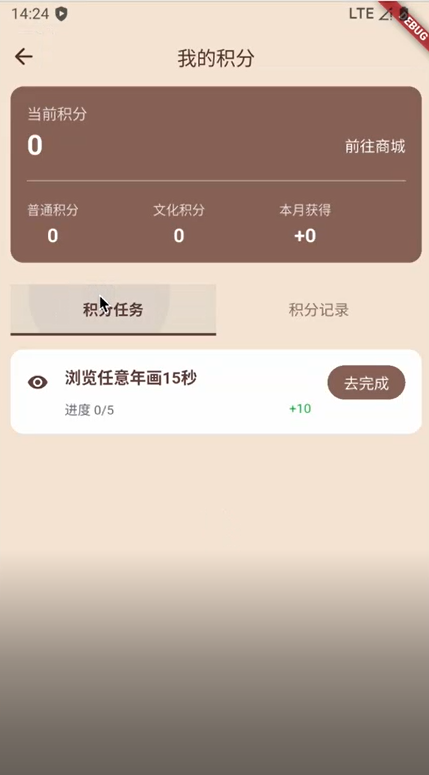 14:24 LTE
DEBUG
我的积分
当前积分
0 前往商城
普通积分 文化积分 本月获得
0 0 +0
积分任务 积分记录
浏览任意年画15秒 去完成
进度 0/5 +10